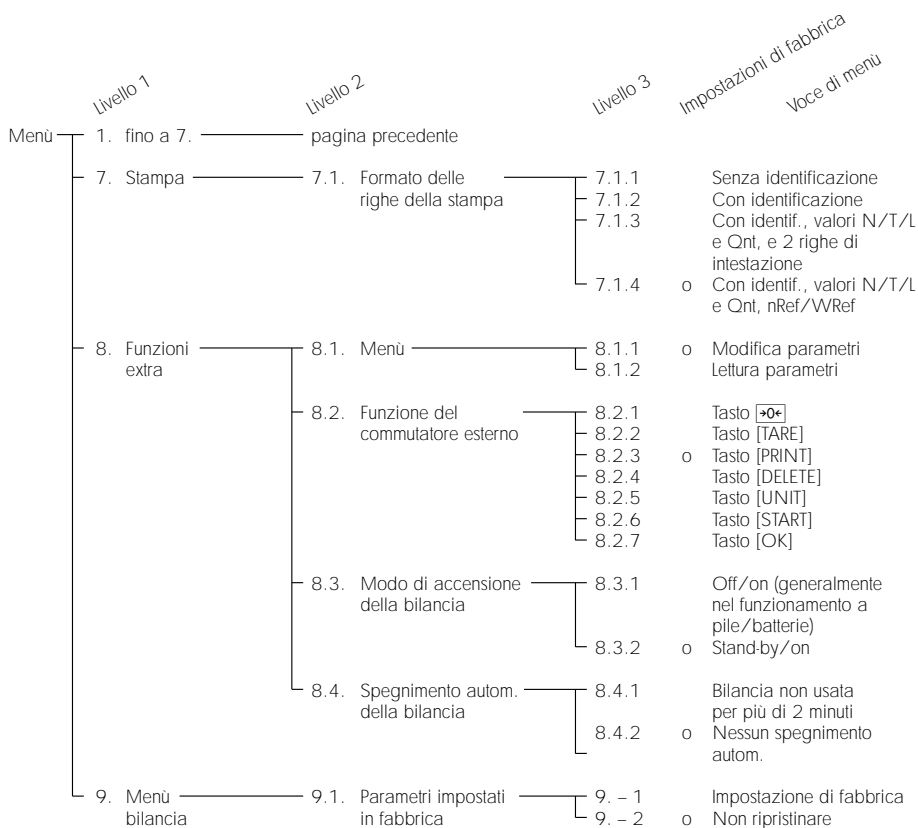 Livello 1 Livello 2 Livello 3 Impostazioni di fabbrica Voce di menù
Menù 1. fino a 7. pagina precedente
7. Stampa 7.1. Formato delle 7.1.1 Senza identificazione
righe della stampa 7.1.2 Con identificazione
7.1.3 Con identif., valori N/T/L
e Qnt, e 2 righe di
intestazione
7.1.4 o Con identif., valori N/T/L
e Qnt, nRef/WRef
8. Funzioni 8.1. Menù 8.1.1 o Modifica parametri
extra 8.1.2 Lettura parametri
8.2. Funzione del 8.2.1 Tasto →0←
commutatore esterno 8.2.2 Tasto [TARE]
8.2.3 o Tasto [PRINT]
8.2.4 Tasto [DELETE]
8.2.5 Tasto [UNIT]
8.2.6 Tasto [START]
8.2.7 Tasto [OK]
8.3. Modo di accensione 8.3.1 Off/on (generalmente
della bilancia nel funzionamento a
pile/batterie)
8.3.2 o Stand-by/on
8.4. Spegnimento autom. 8.4.1 Bilancia non usata
della bilancia per più di 2 minuti
8.4.2 o Nessun spegnimento
autom.
9. Menù 9.1. Parametri impostati 9. – 1 Impostazione di fabbrica
bilancia in fabbrica 9. – 2 o Non ripristinare